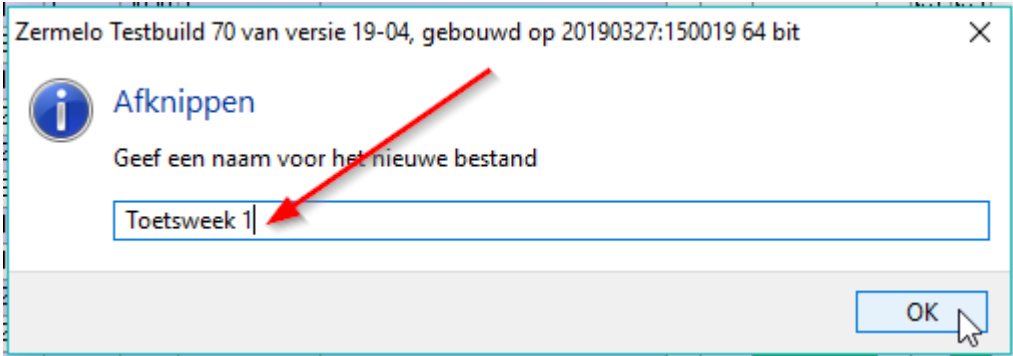 Zermelo Testbuild 70 van versie 19-04, gebouwd op 20190327:150019 64 bit
Afknippen
Geef een naam voor het nieuwe bestand
Toetsweek 1
OK